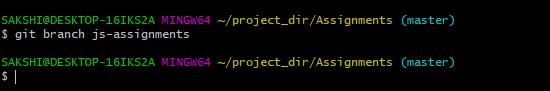 SAKSHI@DESKTOP-16IKS2A MINGW64 ~/project_dir/Assignments (master)
$ git branch js-assignments
SAKSHI@DESKTOP-16IKS2A MINGW64 ~/project_dir/Assignments (master)
$